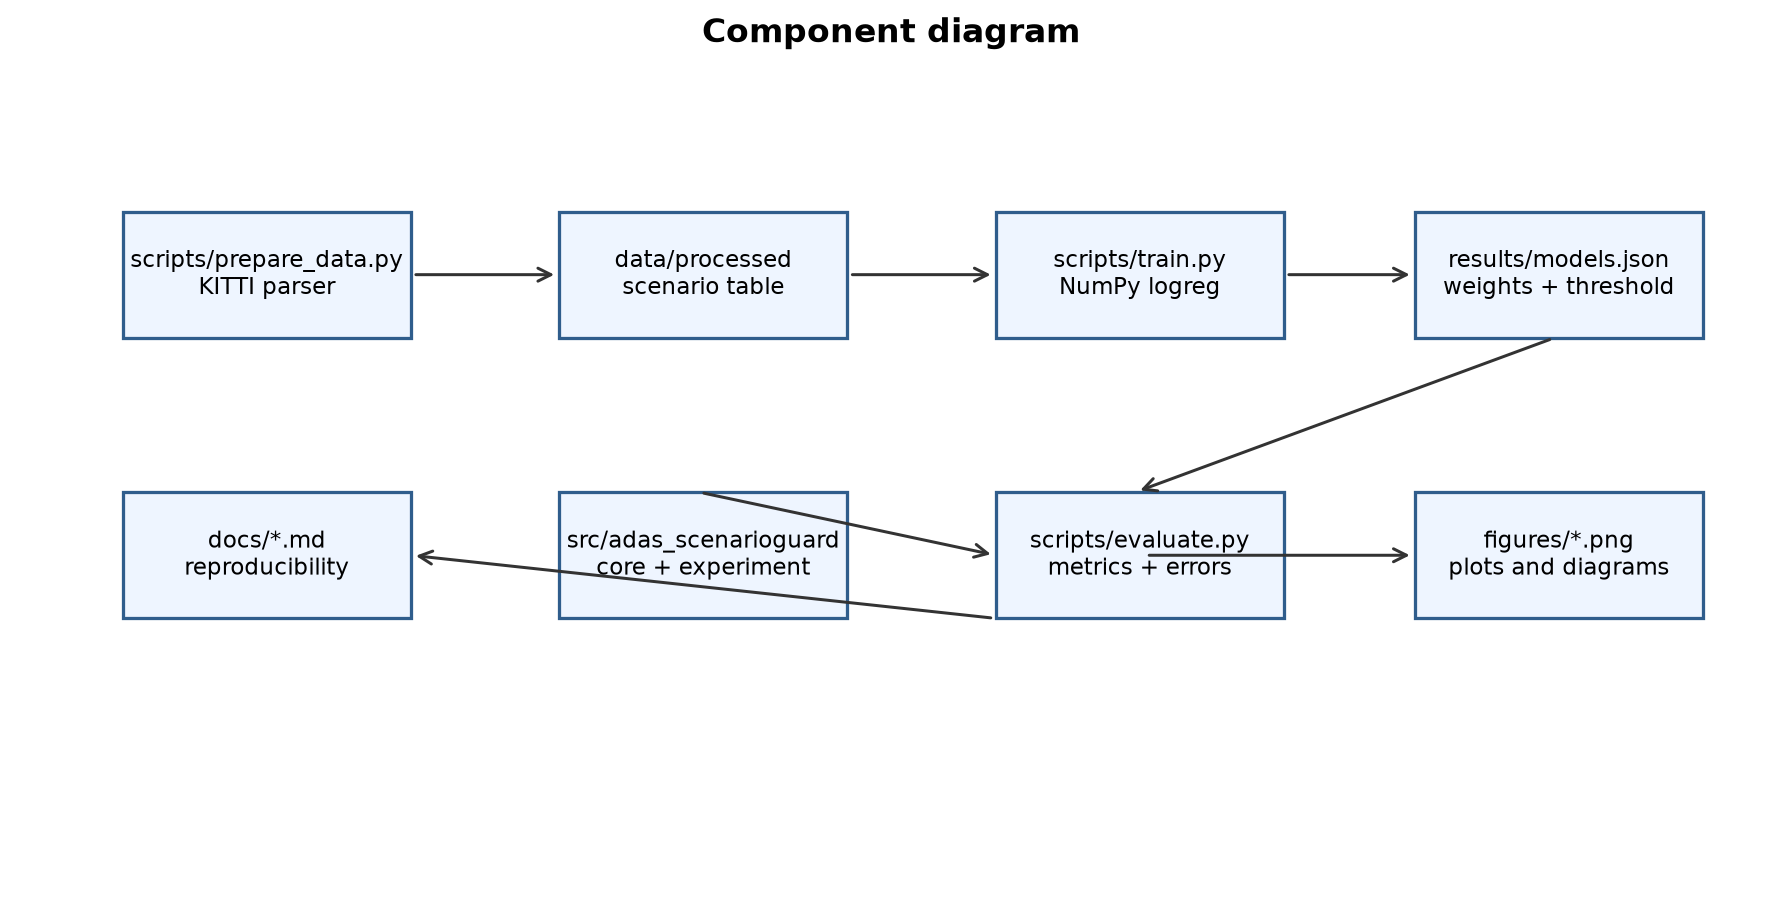 Component diagram
scripts/prepare_data.py
KITTI parser
data/processed
scenario table
scripts/train.py
NumPy logreg
results/models.json
weights + threshold
docs/*.md
reproducibility
src/adas_scenarioguard
core + experiment
scripts/evaluate.py
metrics + errors
figures/*.png
plots and diagrams